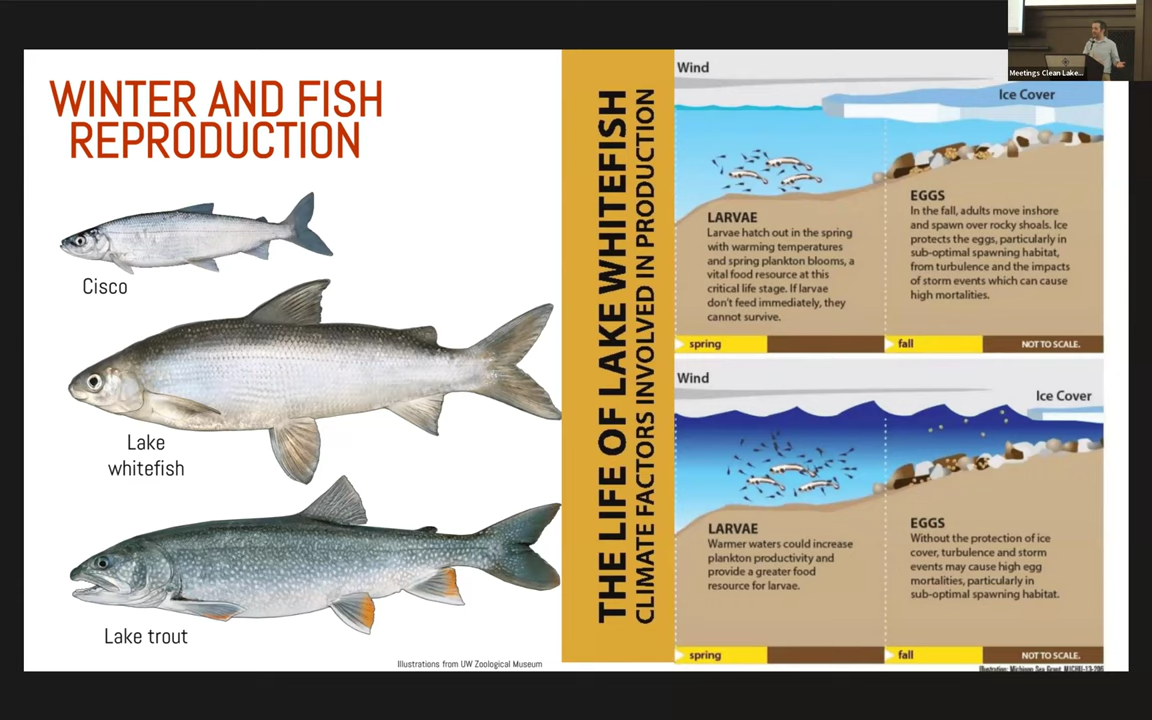 Meetings Clean Lake...
WINTER AND FISH
REPRODUCTION
Cisco
Lake
whitefish
Lake trout
Illustrations from UW Zoological Museum
THE LIFE OF LAKE WHITEFISH
CLIMATE FACTORS INVOLVED IN PRODUCTION
Wind
Ice Cover
LARVAE
Larvae hatch out in the spring
with warming temperatures
and spring plankton blooms, a
vital food resource at this
critical life stage. If larvae
don't feed immediately, they
cannot survive.
EGGS
In the fall, adults move inshore
and spawn over rocky shoals. Ice
protects the eggs, particularly in
sub-optimal spawning habitat,
from turbulence and the impacts
of storm events which can cause
high mortalities.
spring
fall
NOT TO SCALE.
Wind
Ice Cover
LARVAE
Warmer waters could increase
plankton productivity and
provide a greater food
resource for larvae.
EGGS
Without the protection of ice
cover, turbulence and storm
events may cause high egg
mortalities, particularly in
sub-optimal spawning habitat.
spring
fall
NOT TO SCALE.
Illustration: Michigan Sea Grant, MICHU-13-206